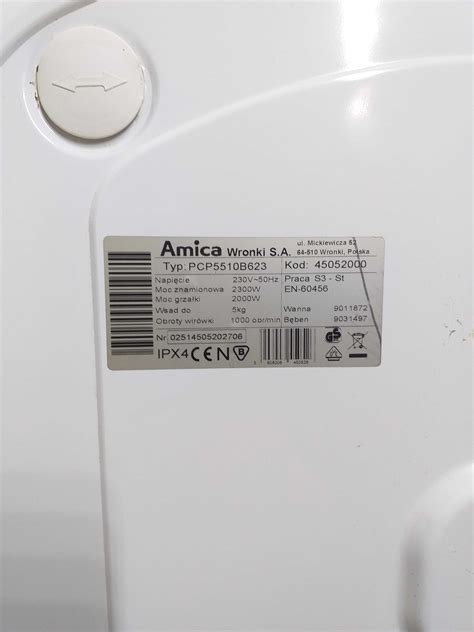 Amica Wronki S.A. ul. Mickiewicza 52
64-510 Wronki, Polska
Typ: PCP5510B623 Kod: 45052000
Napięcie 230V~50Hz Praca S3 - St
Moc znamionowa 2300W EN-60456
Moc grzałki 2000W
Wsad do 5kg Wanna 9011872
Obroty wirówki 1000 obr/min Bęben 9031497
Nr 02514505202706
IPX4 CE N B